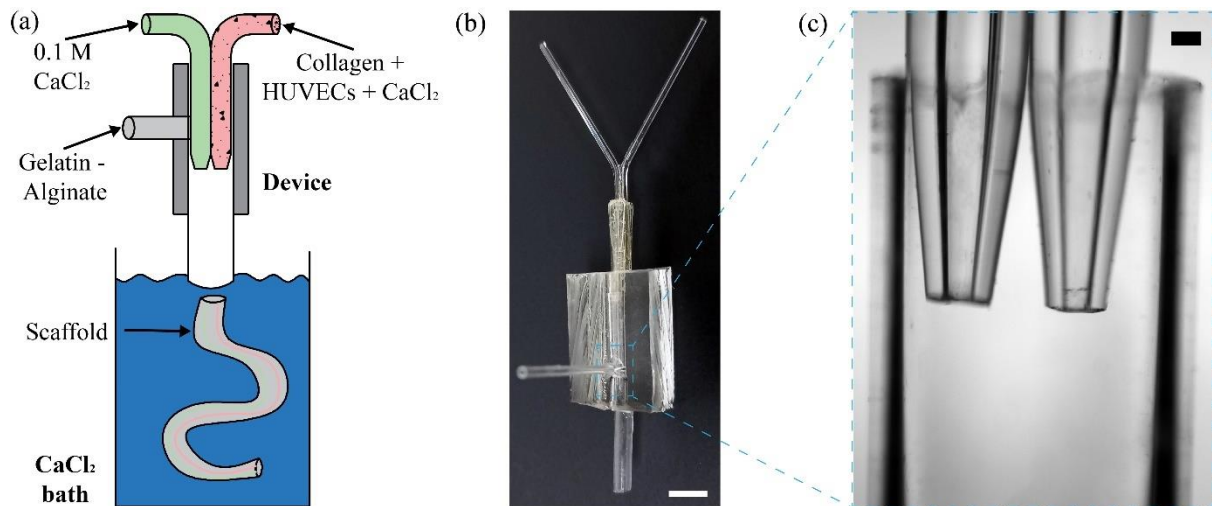 (a)
0.1 M
CaCl₂
Collagen +
HUVECs + CaCl₂
Gelatin -
Alginate
Device
Scaffold
CaCl₂
bath
(b)
(c)